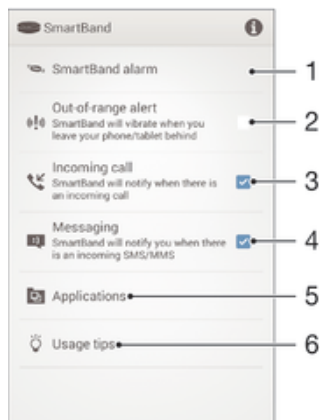 SmartBand
SmartBand alarm
1
Out-of-range alert
SmartBand will vibrate when you
leave your phone/tablet behind
2
Incoming call
SmartBand will notify when there is
an incoming call
3
Messaging
SmartBand will notify you when there
is an incoming SMS/MMS
4
Applications
5
Usage tips
6